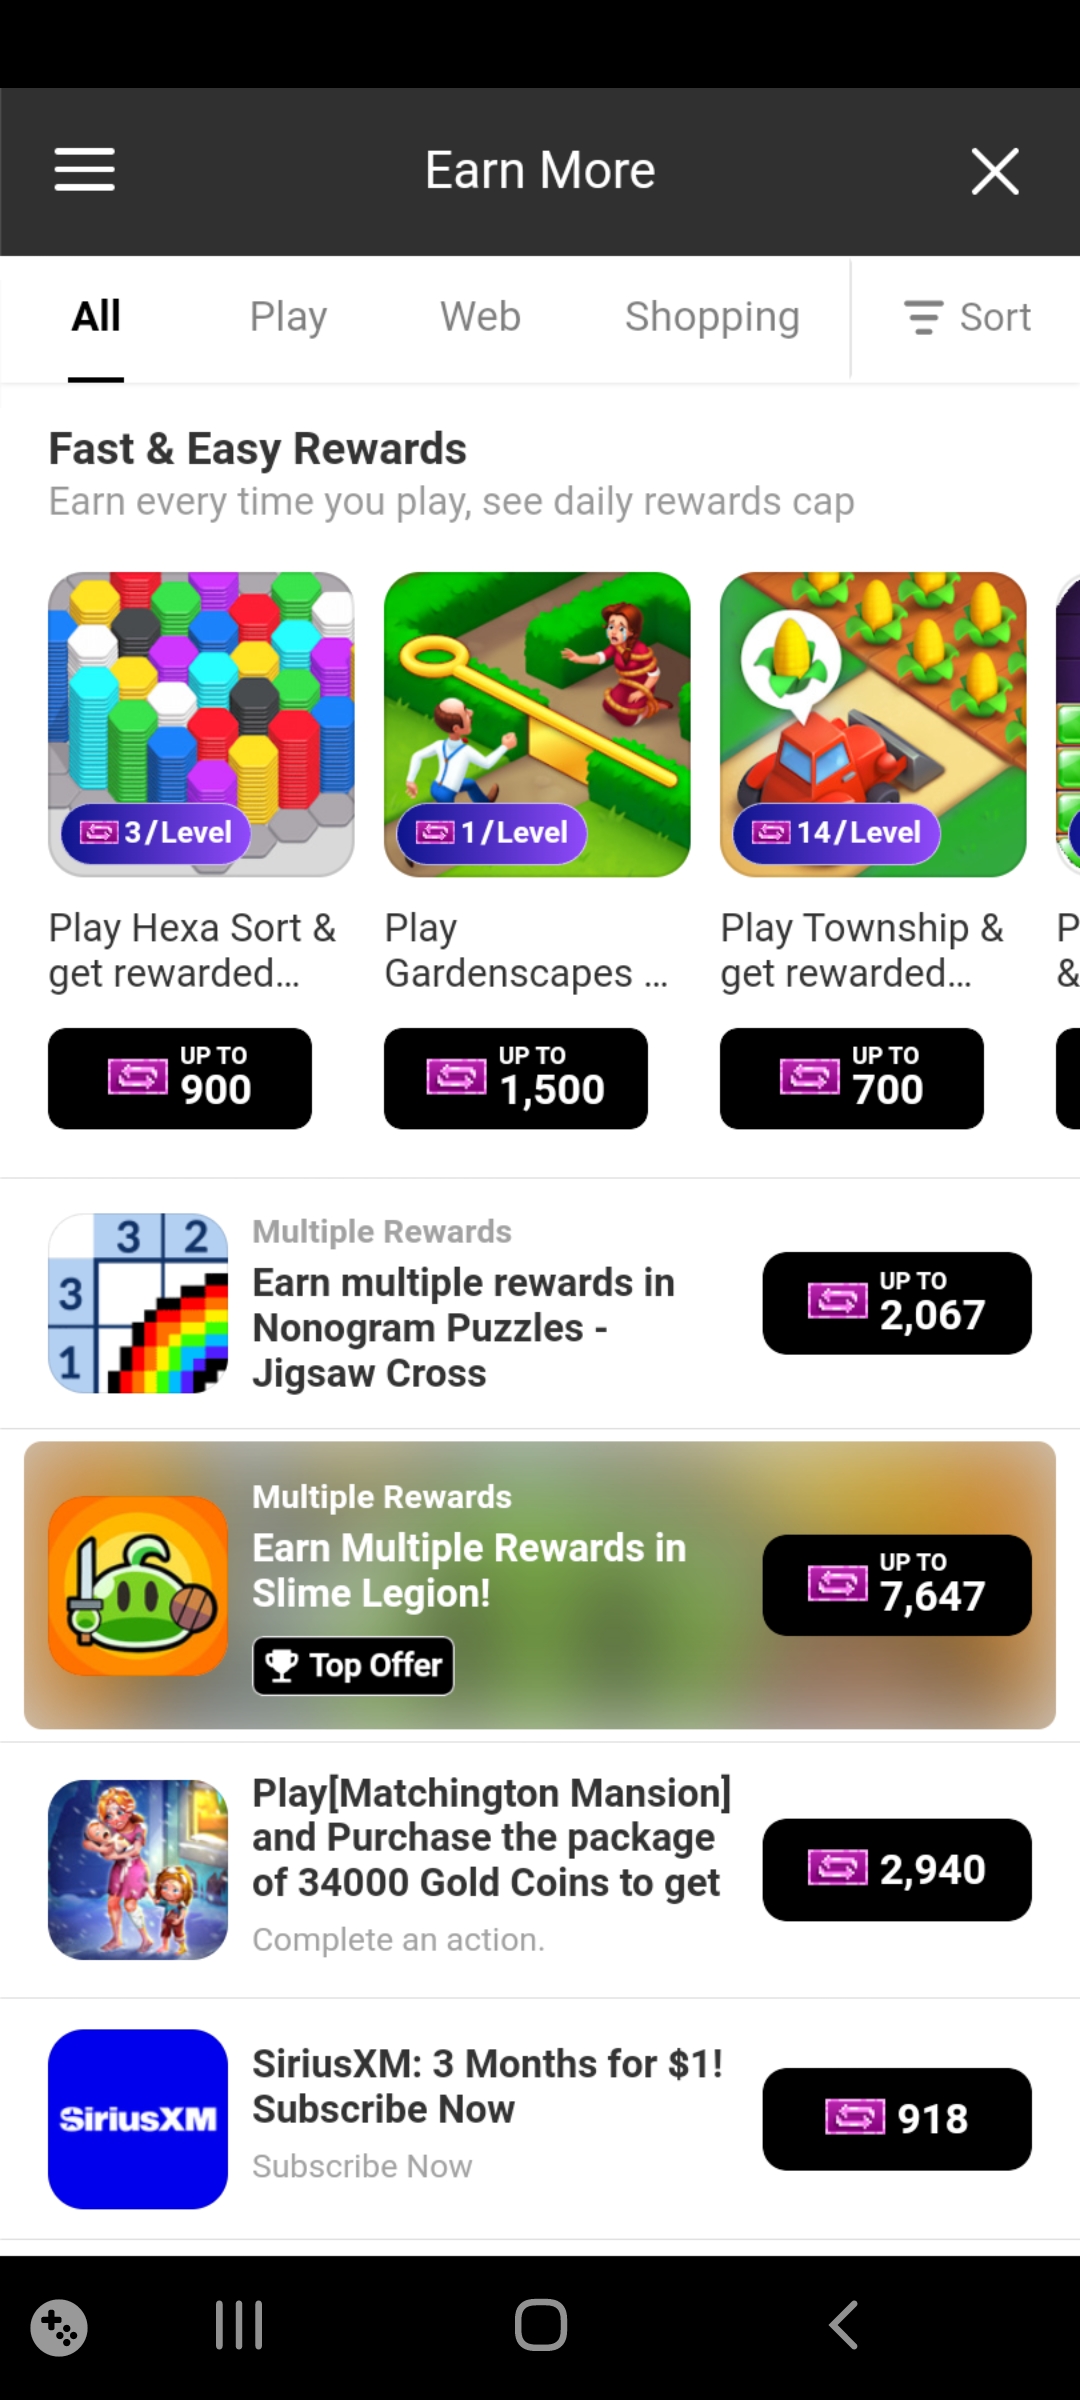 Earn More
All
Play
Web
Shopping
Sort
Fast & Easy Rewards
Earn every time you play, see daily rewards cap
3/Level
1/Level
14/Level
Play Hexa Sort &
get rewarded...
Play
Gardenscapes ...
Play Township &
get rewarded...
P
&
UP TO
900
UP TO
1,500
UP TO
700
3 2
3
1
Multiple Rewards
Earn multiple rewards in
Nonogram Puzzles -
Jigsaw Cross
UP TO
2,067
Multiple Rewards
Earn Multiple Rewards in
Slime Legion!
Top Offer
UP TO
7,647
Play[Matchington Mansion]
and Purchase the package
of 34000 Gold Coins to get
Complete an action.
2,940
SiriusXM
SiriusXM: 3 Months for $1!
Subscribe Now
Subscribe Now
918